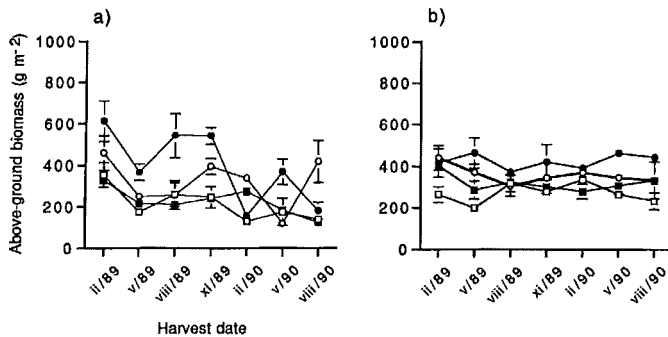 a)
b)
Above-ground biomass (g m⁻²)
1000
800
600
400
200
0
1000
800
600
400
200
0
ii/89
v/89
viii/89
xi/89
ii/90
v/90
viii/90
ii/89
v/89
viii/89
xi/89
ii/90
v/90
viii/90
Harvest date